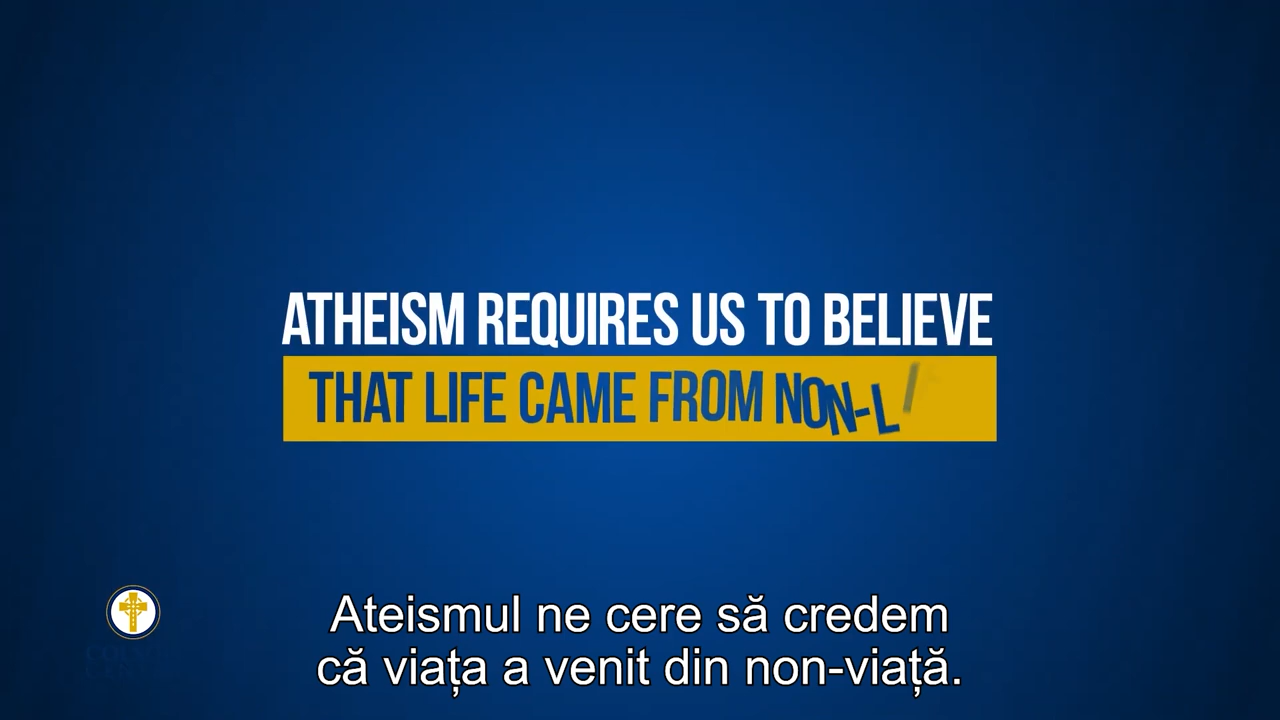 ATHEISM REQUIRES US TO BELIEVE
THAT LIFE CAME FROM NON-L
Ateismul ne cere să credem
că viața a venit din non-viață.